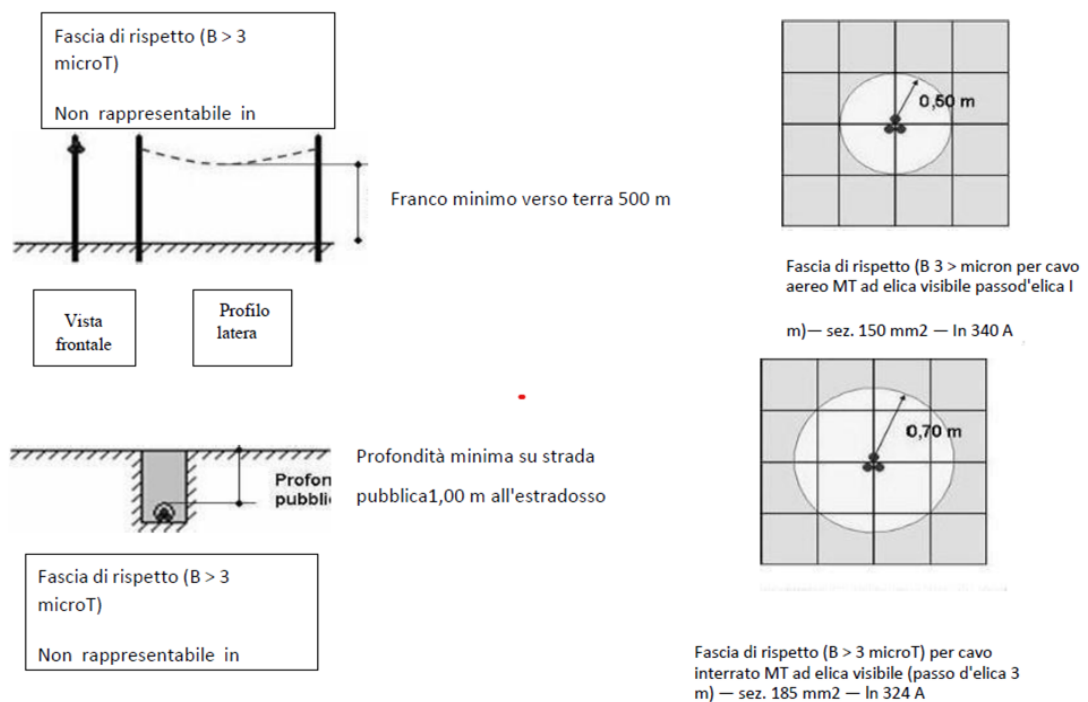 Fascia di rispetto (B > 3
microT)
Non rappresentabile in
Franco minimo verso terra 500 m
Vista
frontale
Profilo
latera
0,50 m
Fascia di rispetto (B 3 > micron per cavo
aereo MT ad elica visibile passod'elica I
m)— sez. 150 mm2 — ln 340 A
Profon
pubbli
Profondità minima su strada
pubblica1,00 m all'estradosso
Fascia di rispetto (B > 3
microT)
Non rappresentabile in
0,70 m
Fascia di rispetto (B > 3 microT) per cavo
interrato MT ad elica visibile (passo d'elica 3
m) — sez. 185 mm2 — ln 324 A